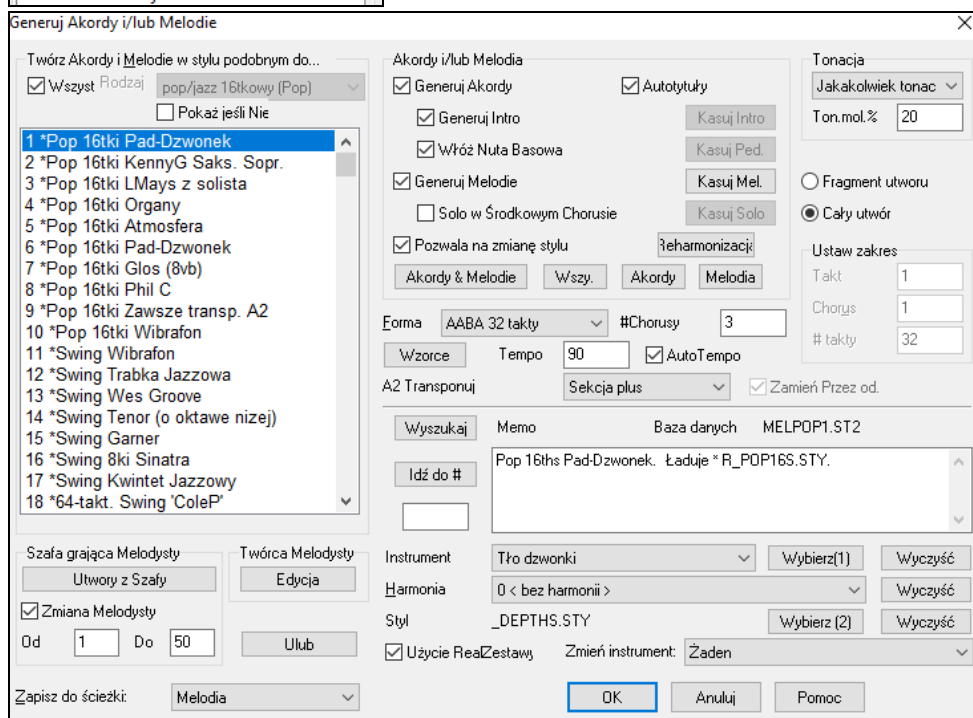 Generuj Akordy i/lub Melodie
Twórz Akordy i Melodie w stylu podobnym do...
Wszyst Rodzaj pop/jazz 16tkowy (Pop)
Pokaż jeśli Nie
1 *Pop 16tki Pad-Dzwonek
2 *Pop 16tki KennyG Saks. Sopr.
3 *Pop 16tki LMays z solista
4 *Pop 16tki Organy
5 *Pop 16tki Atmosfera
6 *Pop 16tki Pad-Dzwonek
7 *Pop 16tki Glos (8vb)
8 *Pop 16tki Phil C
9 *Pop 16tki Zawsze transp. A2
10 *Pop 16tki Wibrafon
11 *Swing Wibrafon
12 *Swing Trabka Jazzowa
13 *Swing Wes Groove
14 *Swing Tenor (o oktawe nizej)
15 *Swing Garner
16 *Swing 8ki Sinatra
17 *Swing Kwintet Jazzowy
18 *64-takt. Swing 'ColeP'
Szafa grająca Melodysty
Utwory z Szafy
Zmiana Melodysty
Od 1 Do 50
Twórca Melodysty
Edycja
Ulub
Zapisz do ścieżki: Melodia
Akordy i/lub Melodia
Generuj Akordy
Autotytuły
Generuj Intro
Kasuj Intro
Włóż Nuta Basowa
Kasuj Ped.
Generuj Melodie
Kasuj Mel.
Solo w Środkowym Chorusie
Kasuj Solo
Pozwala na zmianę stylu
Reharmonizacja
Akordy & Melodie
Wszy.
Akordy
Melodia
Tonacja
Jakakolwiek tonac
Ton.mol.% 20
Fragment utworu
Cały utwór
Ustaw zakres
Takt 1
Chorys 1
# takty 32
Forma AABA 32 takty #Chorusy 3
Wzorce Tempo 90 AutoTempo
A2 Transponuj Sekcja plus Zamień Przez od.
Wyszukaj Memo Baza danych MELPOP1.ST2
Idź do #
Pop 16ths Pad-Dzwonek. Ładuje * R_POP16S.STY.
Instrument Tło dzwonki Wybierz(1) Wyczyść
Harmonia 0 < bez harmonii > Wyczyść
Styl _DEPTHS.STY Wybierz (2) Wyczyść
Użycie RealZestawy Zmień instrument: Żaden
OK Anuluj Pomoc